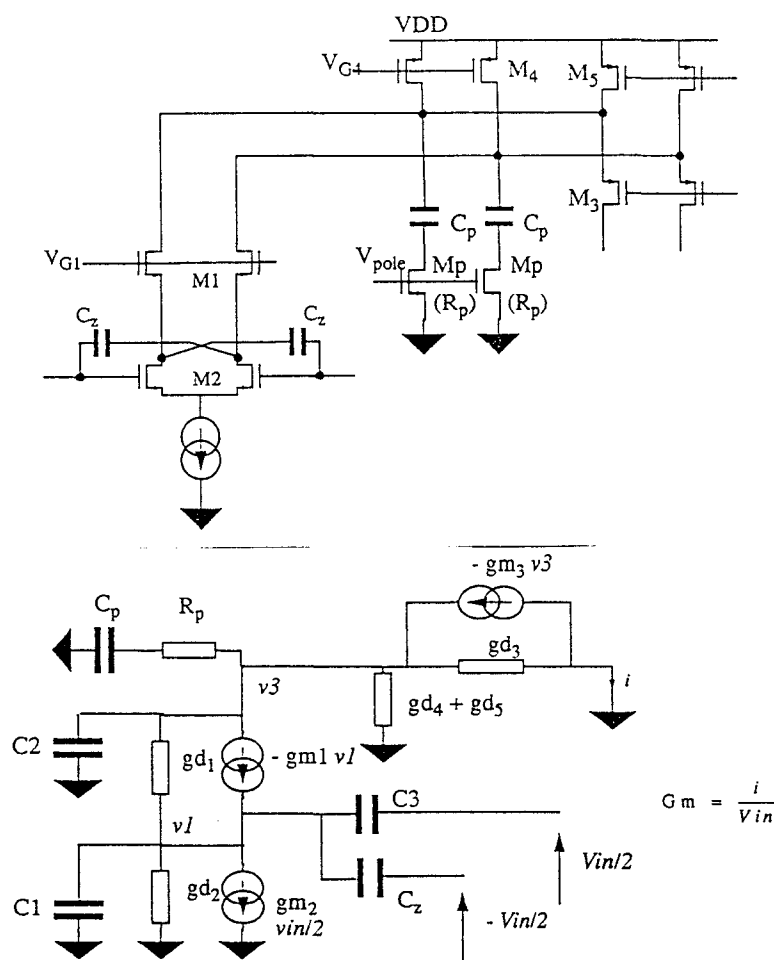 VDD
VG4
M4
M5
M3
Cp
Cp
Vpole
Mp
Mp
(Rp)
(Rp)
VG1
M1
Cz
Cz
M2
- gm3 v3
Cp
Rp
gd3
v3
i
gd4 + gd5
C2
gd1
- gm1 v1
C3
v1
Gm = i / Vin
C1
gd2
gm2
vin/2
Cz
- Vin/2
Vin/2